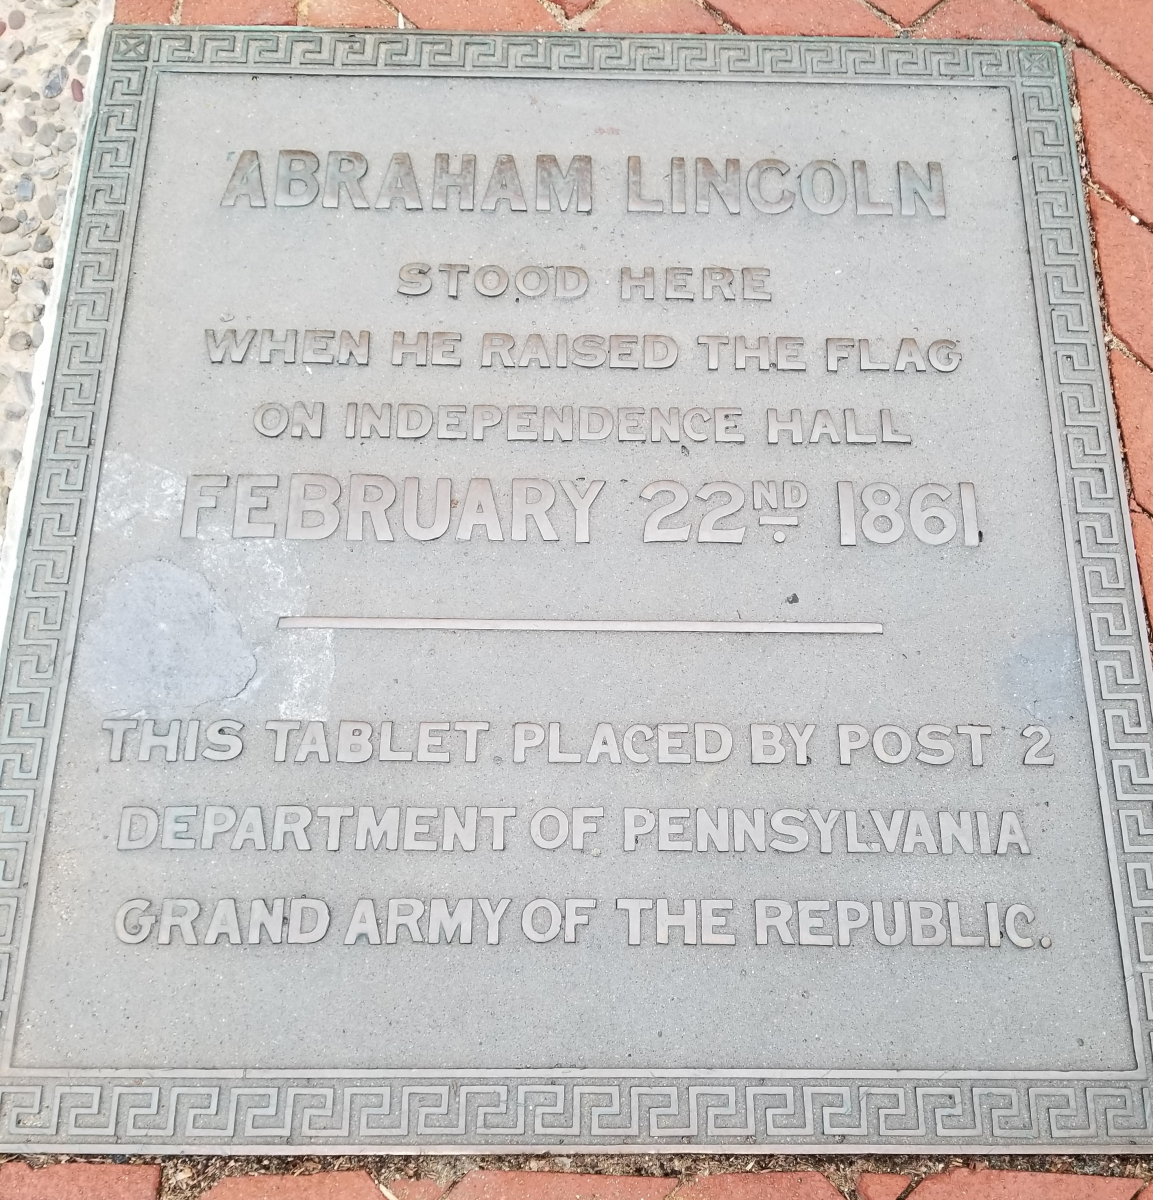 ABRAHAM LINCOLN
STOOD HERE
WHEN HE RAISED THE FLAG
ON INDEPENDENCE HALL
FEBRUARY 22ND. 1861
THIS TABLET PLACED BY POST 2
DEPARTMENT OF PENNSYLVANIA
GRAND ARMY OF THE REPUBLIC.